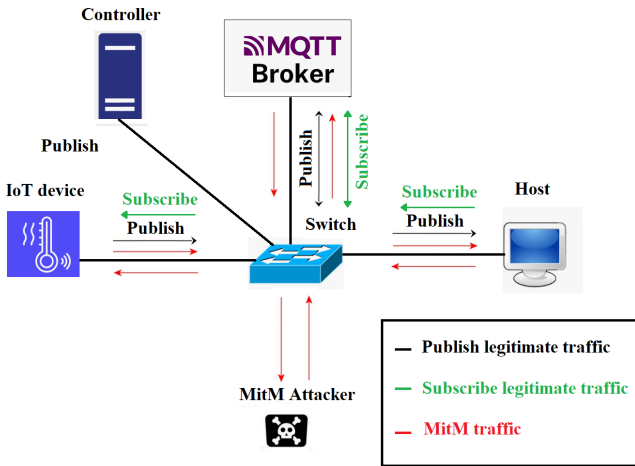 Controller
MQTT
Broker
Publish
Publish
Subscribe
IoT device
Subscribe
Publish
Switch
Subscribe
Publish
Host
MitM Attacker
Publish legitimate traffic
Subscribe legitimate traffic
MitM traffic